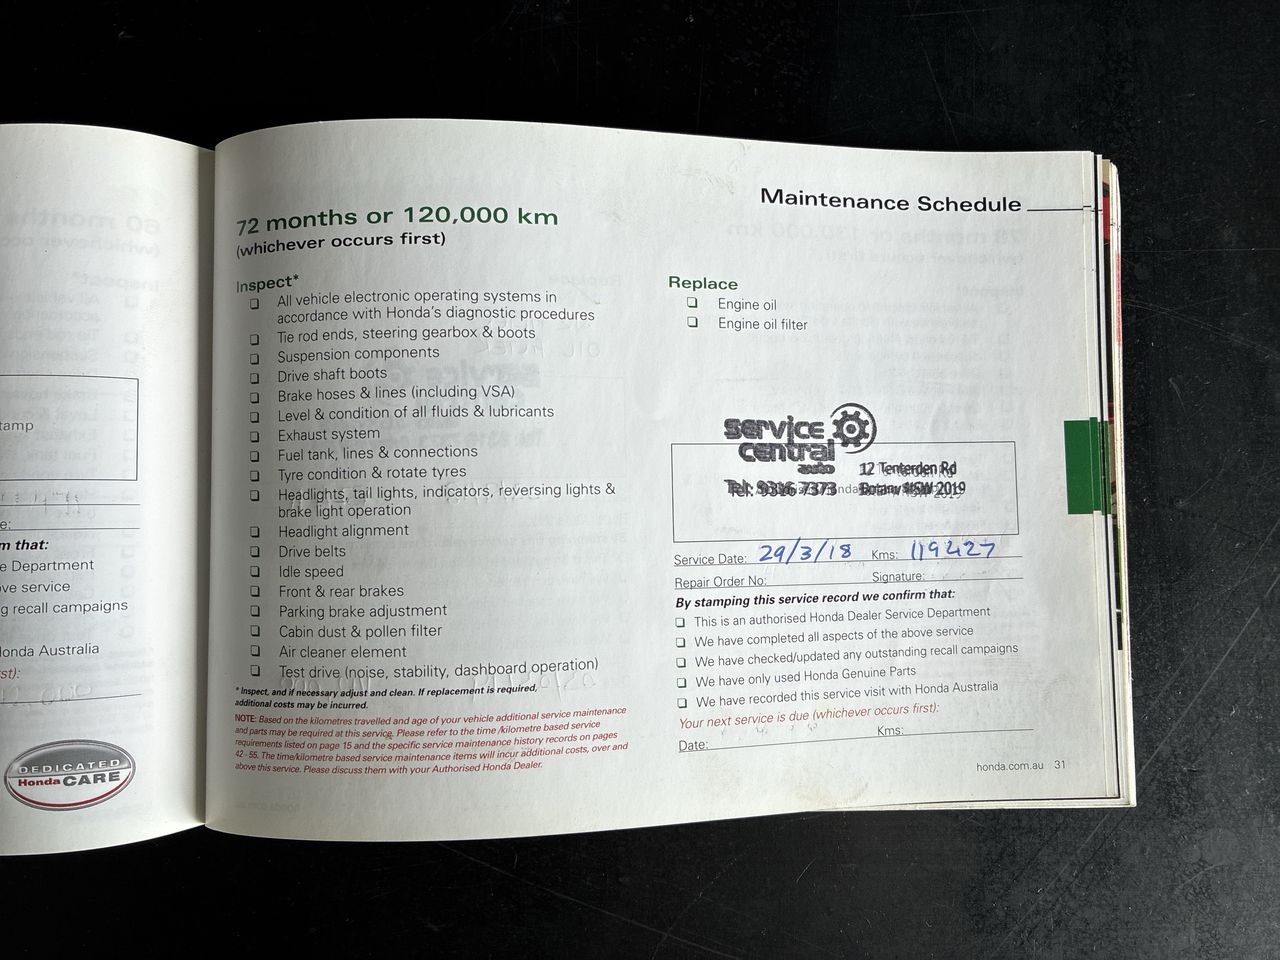 tamp
e:
m that:
e Department
ve service
g recall campaigns
Honda Australia
st):
DEDICATED
Honda CARE
Maintenance Schedule
72 months or 120,000 km
(whichever occurs first)
Inspect*
All vehicle electronic operating systems in
accordance with Honda's diagnostic procedures
Tie rod ends, steering gearbox & boots
Suspension components
Drive shaft boots
Brake hoses & lines (including VSA)
Level & condition of all fluids & lubricants
Exhaust system
Fuel tank, lines & connections
Tyre condition & rotate tyres
Headlights, tail lights, indicators, reversing lights &
brake light operation
Headlight alignment
Drive belts
Idle speed
Front & rear brakes
Parking brake adjustment
Cabin dust & pollen filter
Air cleaner element
Test drive (noise, stability, dashboard operation)
* Inspect, and if necessary adjust and clean. If replacement is required,
additional costs may be incurred.
NOTE: Based on the kilometres travelled and age of your vehicle additional service maintenance
and parts may be required at this service. Please refer to the time /kilometre based service
requirements listed on page 15 and the specific service maintenance history records on pages
42–55. The time/kilometre based service maintenance items will incur additional costs, over and
above this service. Please discuss them with your Authorised Honda Dealer.
Replace
Engine oil
Engine oil filter
service
central
auto
12 Tenterden Rd
Tel: 9316 7373 Botany NSW 2019
Service Date: 29/3/18 Kms: 119427
Repair Order No: Signature:
By stamping this service record we confirm that:
This is an authorised Honda Dealer Service Department
We have completed all aspects of the above service
We have checked/updated any outstanding recall campaigns
We have only used Honda Genuine Parts
We have recorded this service visit with Honda Australia
Your next service is due (whichever occurs first):
Date: Kms:
honda.com.au 31